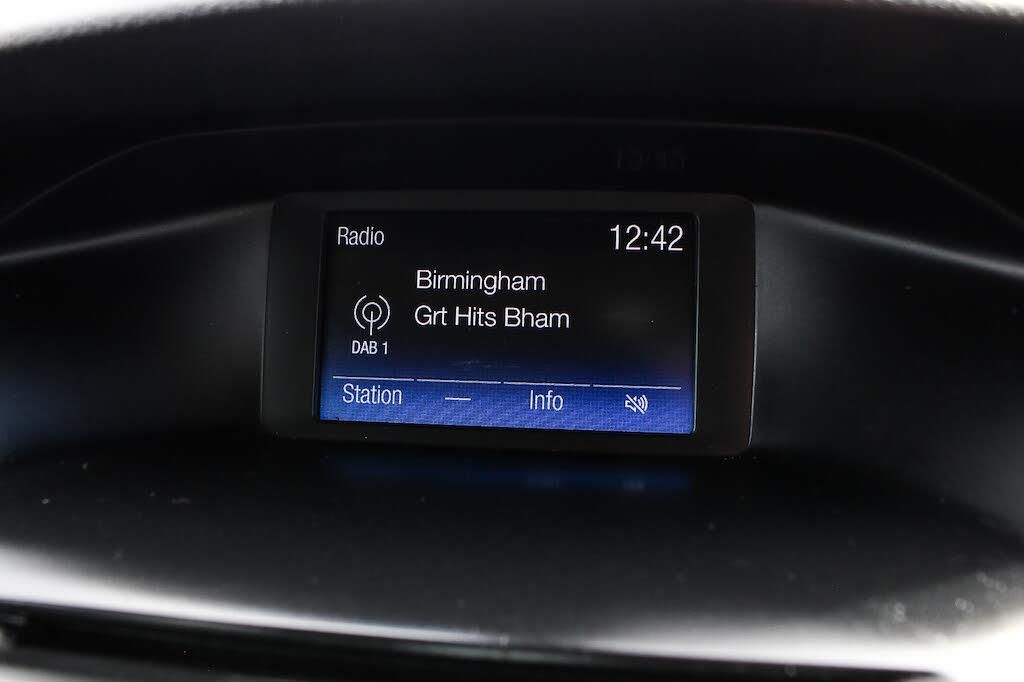 Radio 12:42
Birmingham
Grt Hits Bham
DAB 1
Station — Info